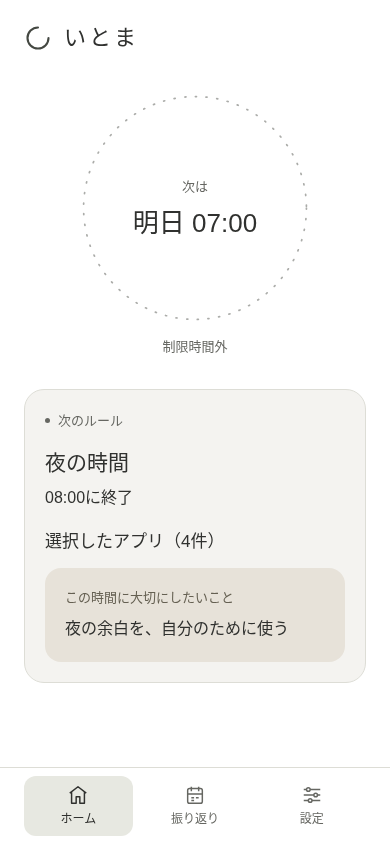 いとま
次は
明日 07:00
制限時間外
次のルール
夜の時間
08:00に終了
選択したアプリ（4件）
この時間に大切にしたいこと
夜の余白を、自分のために使う
ホーム
振り返り
設定